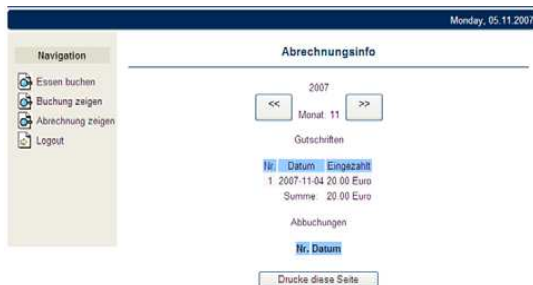 Monday, 05.11.2007
Navigation
Essen buchen
Buchung zeigen
Abrechnung zeigen
Logout
Abrechnungsinfo
2007
<< Monat: 11 >>
Gutschriften
Nr. Datum Eingezahlt
1 2007-11-04 20.00 Euro
Summe: 20.00 Euro
Abbuchungen
Nr. Datum
Drucke diese Seite